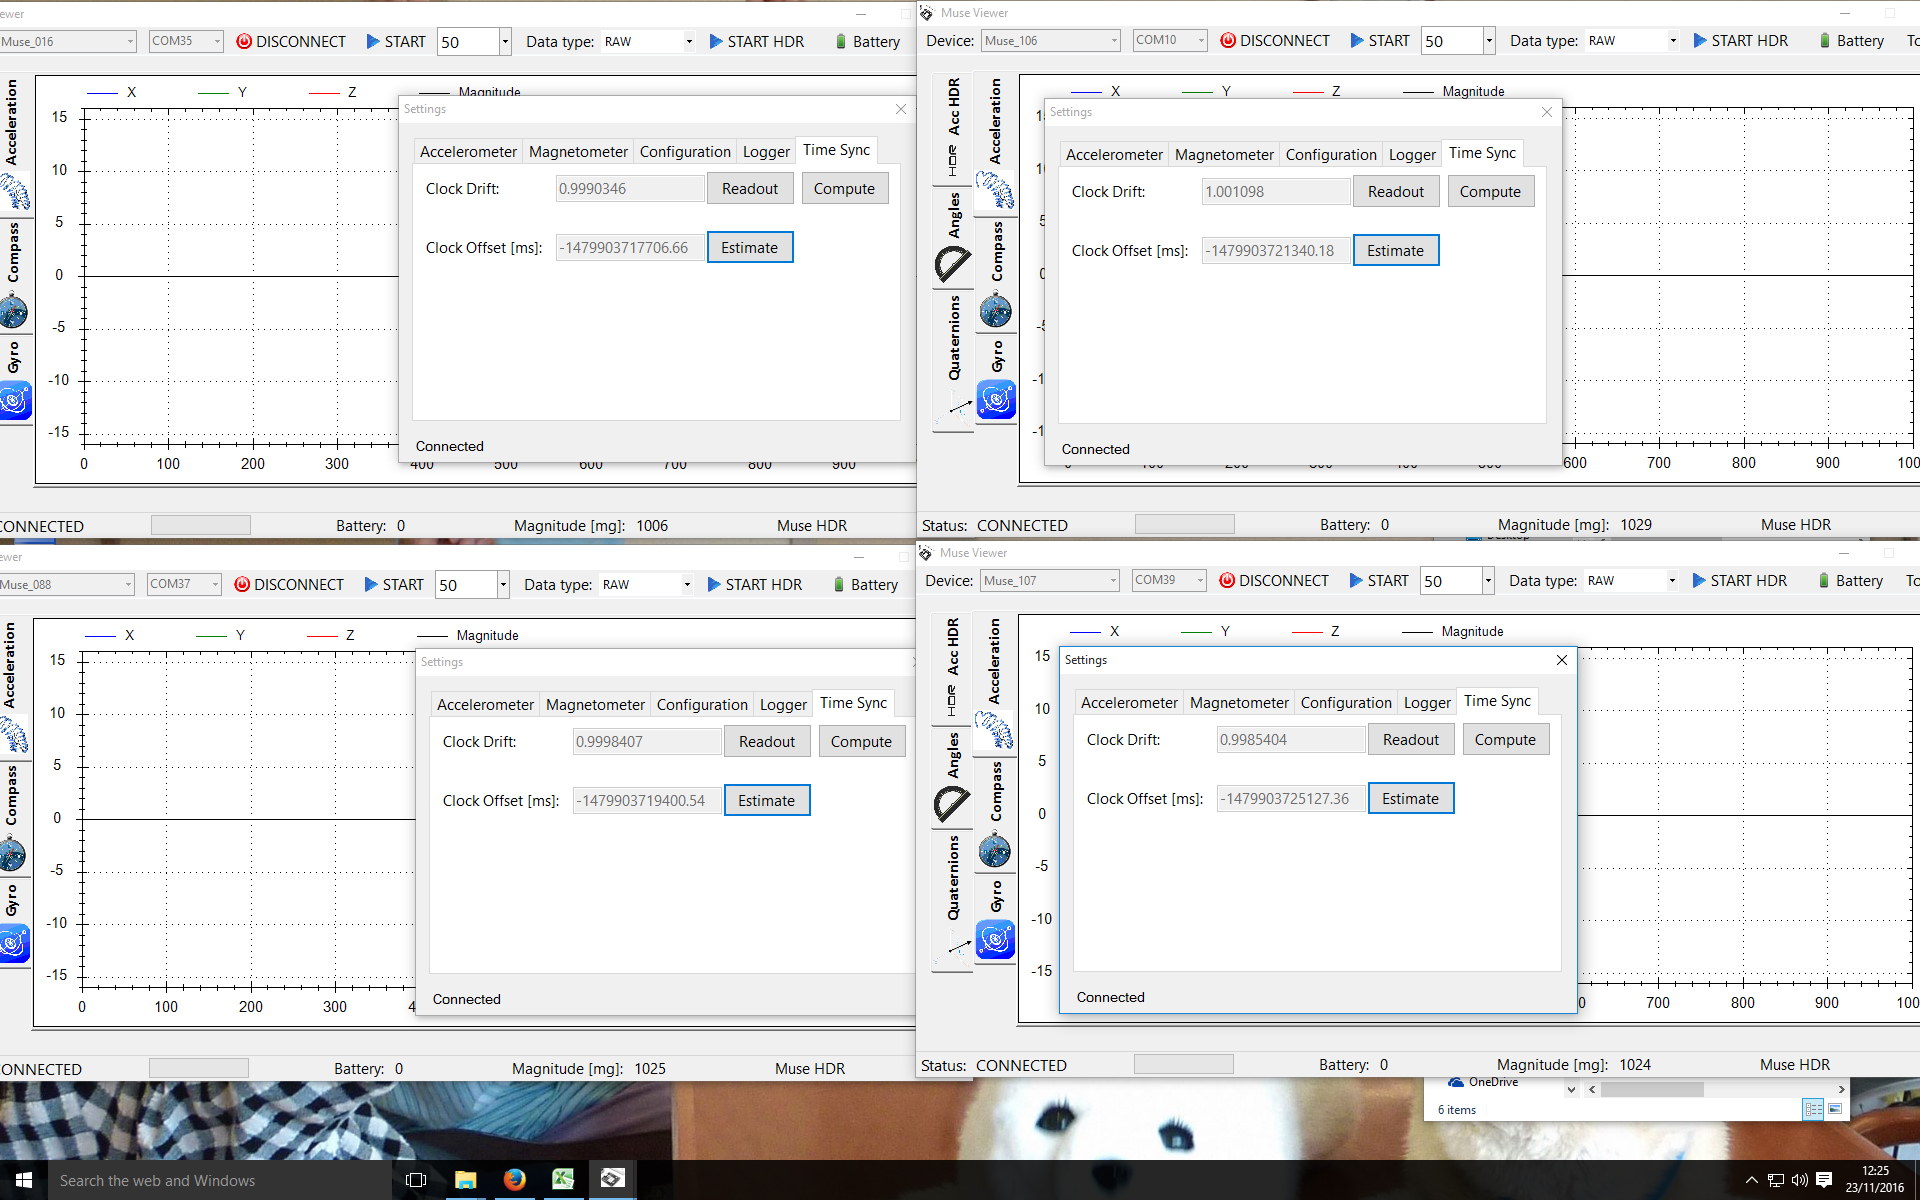 ewer
Muse_016 COM35 DISCONNECT START 50 Data type: RAW START HDR Battery
X Y Z Magnitude
Acceleration
Compass
Gyro
15
10
5
0
-5
-10
-15
0 100 200 300 400 500 600 700 800 900
Settings
Accelerometer Magnetometer Configuration Logger Time Sync
Clock Drift: 0.9990346 Readout Compute
Clock Offset [ms]: -1479903717706.66 Estimate
Connected
ONNECTED Battery: 0 Magnitude [mg]: 1006 Muse HDR
Muse Viewer
Device: Muse_106 COM10 DISCONNECT START 50 Data type: RAW START HDR Battery To
X Y Z Magnitude
HDR Acc HDR
Angles
Quaternions
Acceleration
Compass
Gyro
Settings
Accelerometer Magnetometer Configuration Logger Time Sync
Clock Drift: 1.001098 Readout Compute
Clock Offset [ms]: -1479903721340.18 Estimate
Connected
600 700 800 900 100
Status: CONNECTED Battery: 0 Magnitude [mg]: 1029 Muse HDR
ewer
Muse_088 COM37 DISCONNECT START 50 Data type: RAW START HDR Battery
X Y Z Magnitude
Acceleration
Compass
Gyro
15
10
5
0
-5
-10
-15
0 100 200 300 4
Settings
Accelerometer Magnetometer Configuration Logger Time Sync
Clock Drift: 0.9998407 Readout Compute
Clock Offset [ms]: -1479903719400.54 Estimate
Connected
ONNECTED Battery: 0 Magnitude [mg]: 1025 Muse HDR
Muse Viewer
Device: Muse_107 COM39 DISCONNECT START 50 Data type: RAW START HDR Battery To
X Y Z Magnitude
HDR Acc HDR
Angles
Quaternions
Acceleration
Compass
Gyro
15
10
5
0
-5
-10
-15
Settings
Accelerometer Magnetometer Configuration Logger Time Sync
Clock Drift: 0.9985404 Readout Compute
Clock Offset [ms]: -1479903725127.36 Estimate
Connected
0 700 800 900 100
Status: CONNECTED Battery: 0 Magnitude [mg]: 1024 Muse HDR
OneDrive
6 items
Search the web and Windows
12:25
23/11/2016